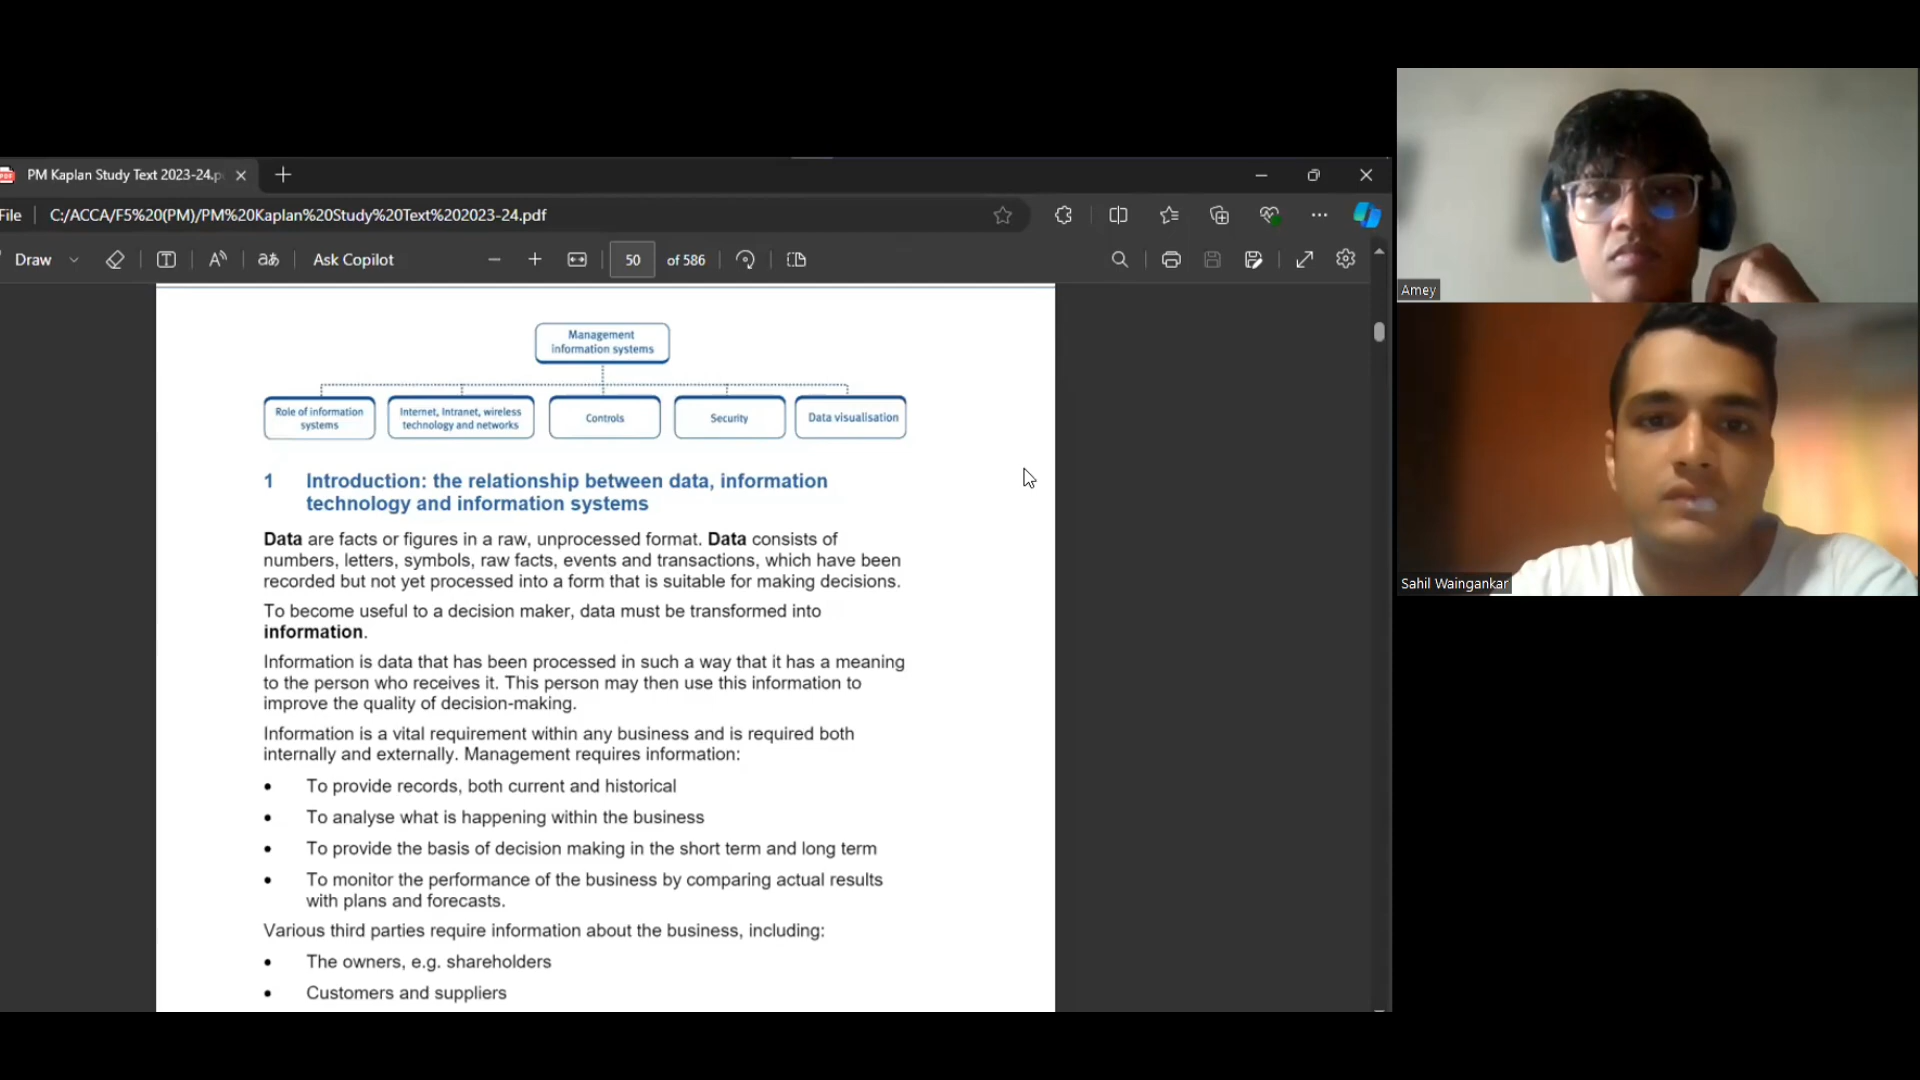 PM Kaplan Study Text 2023-24.p
File C:/ACCA/F5%20(PM)/PM%20Kaplan%20Study%20Text%202023-24.pdf
Draw aあ Ask Copilot 50 of 586
Management
information systems
Role of information
systems
Internet, Intranet, wireless
technology and networks
Controls
Security
Data visualisation
1 Introduction: the relationship between data, information
technology and information systems
Data are facts or figures in a raw, unprocessed format. Data consists of
numbers, letters, symbols, raw facts, events and transactions, which have been
recorded but not yet processed into a form that is suitable for making decisions.
To become useful to a decision maker, data must be transformed into
information.
Information is data that has been processed in such a way that it has a meaning
to the person who receives it. This person may then use this information to
improve the quality of decision-making.
Information is a vital requirement within any business and is required both
internally and externally. Management requires information:
• To provide records, both current and historical
• To analyse what is happening within the business
• To provide the basis of decision making in the short term and long term
• To monitor the performance of the business by comparing actual results
with plans and forecasts.
Various third parties require information about the business, including:
• The owners, e.g. shareholders
• Customers and suppliers
Amey
Sahil Waingankar